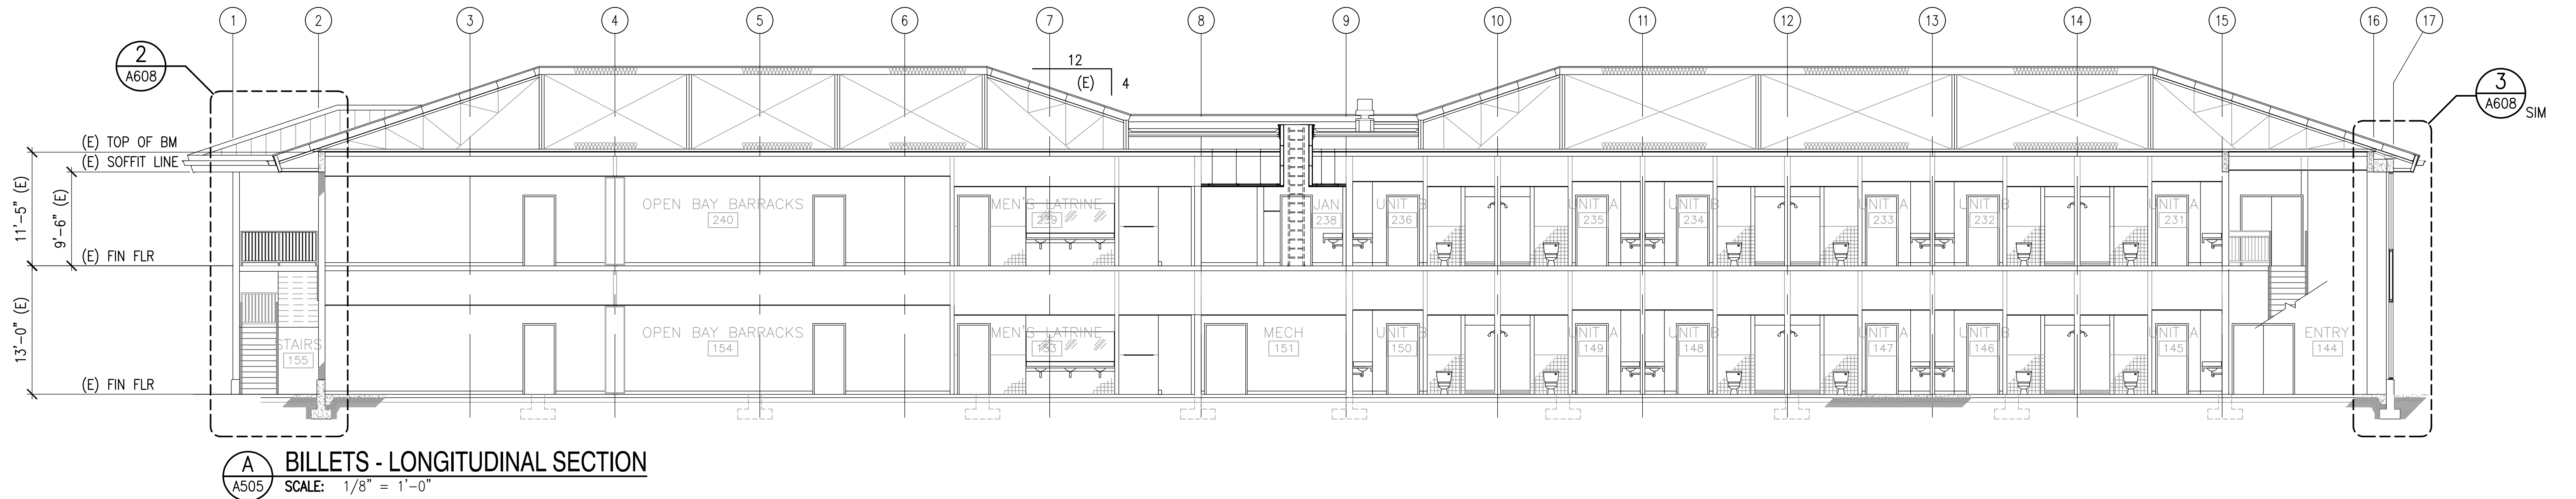 1 2 3 4 5 6 7 8 9 10 11 12 13 14 15 16 17
2
A608
12
(E) 4
3
A608 SIM
(E) TOP OF BM
(E) SOFFIT LINE
11'-5" (E)
9'-6" (E)
OPEN BAY BARRACKS
240
MEN'S LATRINE
239
JAN
238
UNIT B
236
UNIT A
235
UNIT B
234
UNIT A
233
UNIT B
232
UNIT A
231
(E) FIN FLR
13'-0" (E)
STAIRS
155
OPEN BAY BARRACKS
154
MEN'S LATRINE
153
MECH
151
UNIT B
150
UNIT A
149
UNIT B
148
UNIT A
147
UNIT B
146
UNIT A
145
ENTRY
144
(E) FIN FLR
A
A505
BILLETS - LONGITUDINAL SECTION
SCALE: 1/8" = 1'-0"